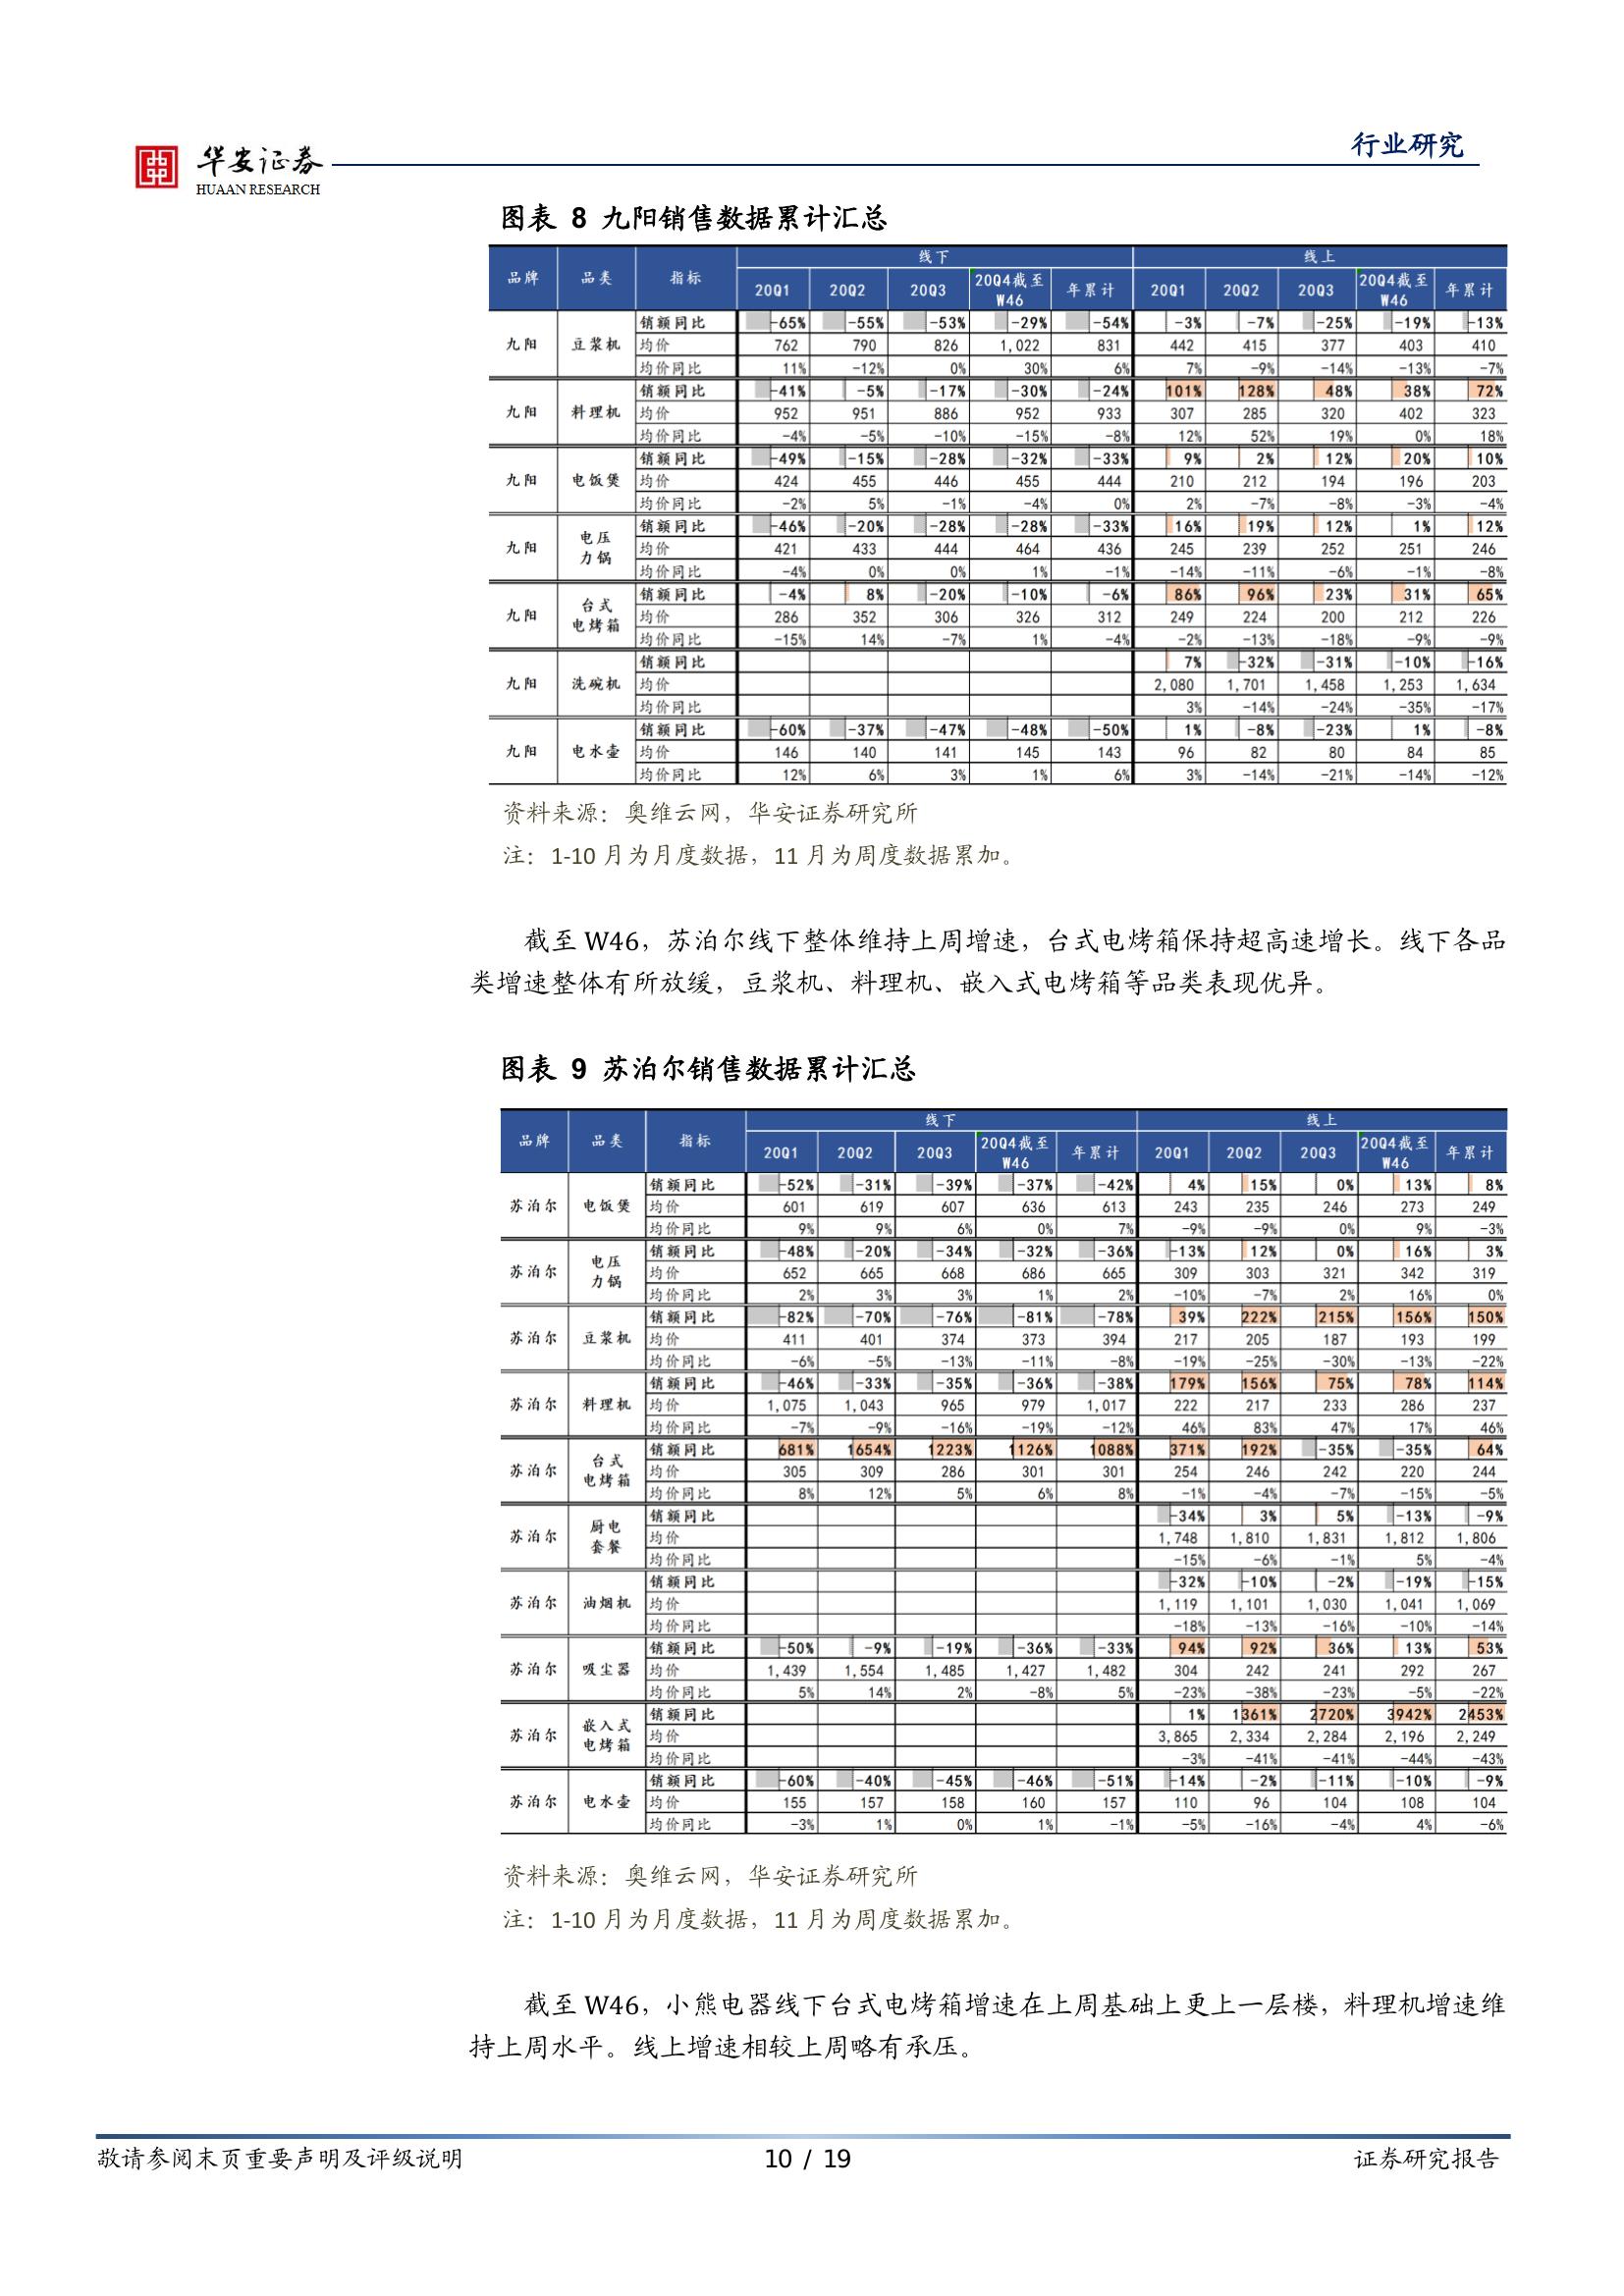 华安证券
HUAAN RESEARCH
行业研究
图表 8 九阳销售数据累计汇总
品牌 品类 指标 线下 线上
20Q1 20Q2 20Q3 20Q4截至W46 年累计 20Q1 20Q2 20Q3 20Q4截至W46 年累计
九阳 豆浆机 销额同比 -65% -55% -53% -29% -54% -3% -7% -25% -19% -13%
均价 762 790 826 1,022 831 442 415 377 403 410
均价同比 11% -12% 0% 30% 6% 7% -9% -14% -13% -7%
九阳 料理机 销额同比 -41% -5% -17% -30% -24% 101% 128% 48% 38% 72%
均价 952 951 886 952 933 307 285 320 402 323
均价同比 -4% -5% -10% -15% -8% 12% 52% 19% 0% 18%
九阳 电饭煲 销额同比 -49% -15% -28% -32% -33% 9% 2% 12% 20% 10%
均价 424 455 446 455 444 210 212 194 196 203
均价同比 -2% 5% -1% -4% 0% 2% -7% -8% -3% -4%
九阳 电压力锅 销额同比 -46% -20% -28% -28% -33% 16% 19% 12% 1% 12%
均价 421 433 444 464 436 245 239 252 251 246
均价同比 -4% 0% 0% 1% -1% -14% -11% -6% -1% -8%
九阳 台式电烤箱 销额同比 -4% 8% -20% -10% -6% 86% 96% 23% 31% 65%
均价 286 352 306 326 312 249 224 200 212 226
均价同比 -15% 14% -7% 1% -4% -2% -13% -18% -9% -9%
九阳 洗碗机 销额同比 7% -32% -31% -10% -16%
均价 2,080 1,701 1,458 1,253 1,634
均价同比 3% -14% -24% -35% -17%
九阳 电水壶 销额同比 -60% -37% -47% -48% -50% 1% -8% -23% 1% -8%
均价 146 140 141 145 143 96 82 80 84 85
均价同比 12% 6% 3% 1% 6% 3% -14% -21% -14% -12%
资料来源：奥维云网，华安证券研究所
注：1-10 月为月度数据，11 月为周度数据累加。
截至 W46，苏泊尔线下整体维持上周增速，台式电烤箱保持超高速增长。线下各品
类增速整体有所放缓，豆浆机、料理机、嵌入式电烤箱等品类表现优异。
图表 9 苏泊尔销售数据累计汇总
品牌 品类 指标 线下 线上
20Q1 20Q2 20Q3 20Q4截至W46 年累计 20Q1 20Q2 20Q3 20Q4截至W46 年累计
苏泊尔 电饭煲 销额同比 -52% -31% -39% -37% -42% 4% 15% 0% 13% 8%
均价 601 619 607 636 613 243 235 246 273 249
均价同比 9% 9% 6% 0% 7% -9% -9% 0% 9% -3%
苏泊尔 电压力锅 销额同比 -48% -20% -34% -32% -36% -13% 12% 0% 16% 3%
均价 652 665 668 686 665 309 303 321 342 319
均价同比 2% 3% 3% 1% 2% -10% -7% 2% 16% 0%
苏泊尔 豆浆机 销额同比 -82% -70% -76% -81% -78% 39% 222% 215% 156% 150%
均价 411 401 374 373 394 217 205 187 193 199
均价同比 -6% -5% -13% -11% -8% -19% -25% -30% -13% -22%
苏泊尔 料理机 销额同比 -46% -33% -35% -36% -38% 179% 156% 75% 78% 114%
均价 1,075 1,043 965 979 1,017 222 217 233 286 237
均价同比 -7% -9% -16% -19% -12% 46% 83% 47% 17% 46%
苏泊尔 台式电烤箱 销额同比 681% 1654% 1223% 1126% 1088% 371% 192% -35% -35% 64%
均价 305 309 286 301 301 254 246 242 220 244
均价同比 8% 12% 5% 6% 8% -1% -4% -7% -15% -5%
苏泊尔 厨电套餐 销额同比 -34% 3% 5% -13% -9%
均价 1,748 1,810 1,831 1,812 1,806
均价同比 -15% -6% -1% 5% -4%
苏泊尔 油烟机 销额同比 -32% -10% -2% -19% -15%
均价 1,119 1,101 1,030 1,041 1,069
均价同比 -18% -13% -16% -10% -14%
苏泊尔 吸尘器 销额同比 -50% -9% -19% -36% -33% 94% 92% 36% 13% 53%
均价 1,439 1,554 1,485 1,427 1,482 304 242 241 292 267
均价同比 5% 14% 2% -8% 5% -23% -38% -23% -5% -22%
苏泊尔 嵌入式电烤箱 销额同比 1% 1361% 2720% 3942% 2453%
均价 3,865 2,334 2,284 2,196 2,249
均价同比 -3% -41% -41% -44% -43%
苏泊尔 电水壶 销额同比 -60% -40% -45% -46% -51% -14% -2% -11% -10% -9%
均价 155 157 158 160 157 110 96 104 108 104
均价同比 -3% 1% 0% 1% -1% -5% -16% -4% 4% -6%
资料来源：奥维云网，华安证券研究所
注：1-10 月为月度数据，11 月为周度数据累加。
截至 W46，小熊电器线下台式电烤箱增速在上周基础上更上一层楼，料理机增速维
持上周水平。线上增速相较上周略有承压。
敬请参阅末页重要声明及评级说明 10 / 19 证券研究报告